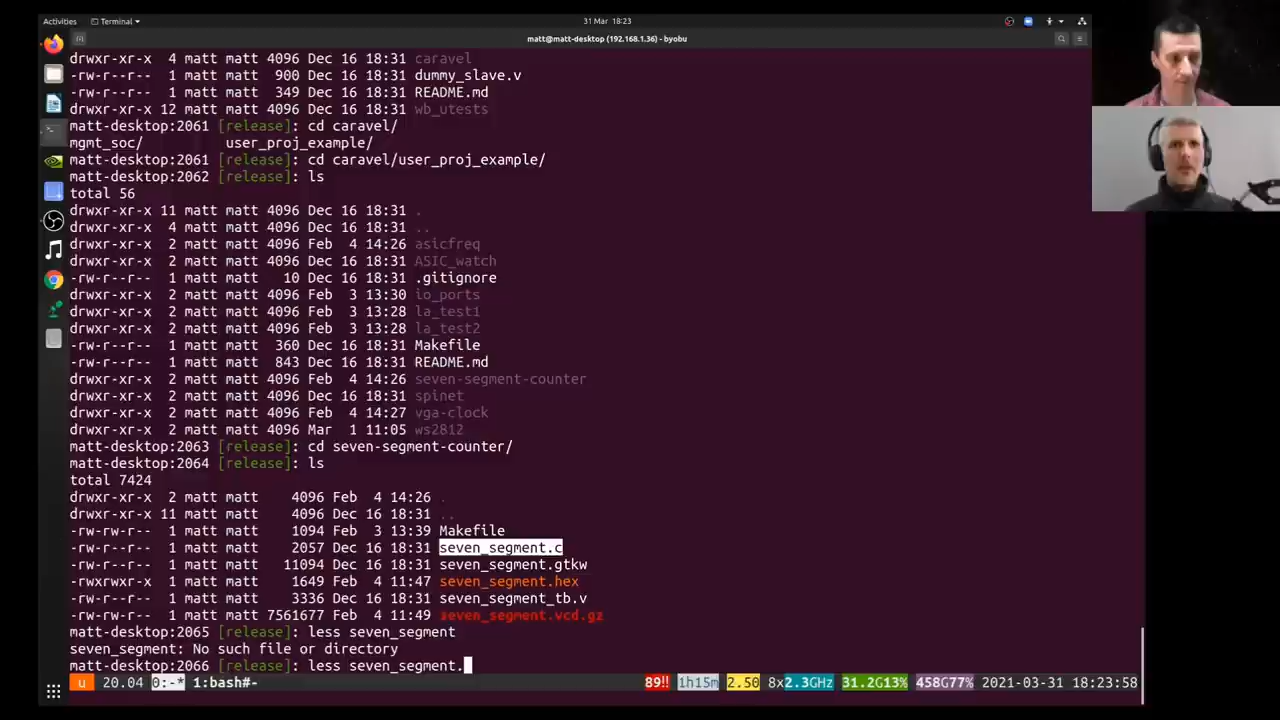 Activities Terminal 31 Mar 18:23
matt@matt-desktop (192.168.1.36) - byobu
drwxr-xr-x 4 matt matt 4096 Dec 16 18:31 caravel
-rw-r--r-- 1 matt matt 900 Dec 16 18:31 dummy_slave.v
-rw-r--r-- 1 matt matt 349 Dec 16 18:31 README.md
drwxr-xr-x 12 matt matt 4096 Dec 16 18:31 wb_utests
matt-desktop:2061 [release]: cd caravel/
mgmt_soc/ user_proj_example/
matt-desktop:2061 [release]: cd caravel/user_proj_example/
matt-desktop:2062 [release]: ls
total 56
drwxr-xr-x 11 matt matt 4096 Dec 16 18:31 .
drwxr-xr-x 4 matt matt 4096 Dec 16 18:31 ..
drwxr-xr-x 2 matt matt 4096 Feb 4 14:26 asicfreq
drwxr-xr-x 2 matt matt 4096 Dec 16 18:31 ASIC_watch
-rw-r--r-- 1 matt matt 10 Dec 16 18:31 .gitignore
drwxr-xr-x 2 matt matt 4096 Feb 3 13:30 io_ports
drwxr-xr-x 2 matt matt 4096 Feb 3 13:28 la_test1
drwxr-xr-x 2 matt matt 4096 Feb 3 13:28 la_test2
-rw-r--r-- 1 matt matt 360 Dec 16 18:31 Makefile
-rw-r--r-- 1 matt matt 843 Dec 16 18:31 README.md
drwxr-xr-x 2 matt matt 4096 Feb 4 14:26 seven-segment-counter
drwxr-xr-x 2 matt matt 4096 Dec 16 18:31 spinet
drwxr-xr-x 2 matt matt 4096 Feb 4 14:27 vga-clock
drwxr-xr-x 2 matt matt 4096 Mar 1 11:05 ws2812
matt-desktop:2063 [release]: cd seven-segment-counter/
matt-desktop:2064 [release]: ls
total 7424
drwxr-xr-x 2 matt matt 4096 Feb 4 14:26 .
drwxr-xr-x 11 matt matt 4096 Dec 16 18:31 ..
-rw-rw-r-- 1 matt matt 1094 Feb 3 13:39 Makefile
-rw-r--r-- 1 matt matt 2057 Dec 16 18:31 seven_segment.c
-rw-rw-r-- 1 matt matt 11094 Dec 16 18:31 seven_segment.gtkw
-rwxrwxr-x 1 matt matt 1649 Feb 4 11:47 seven_segment.hex
-rw-rw-r-- 1 matt matt 3336 Dec 16 18:31 seven_segment_tb.v
-rw-rw-r-- 1 matt matt 7561677 Feb 4 11:49 seven_segment.vcd.gz
matt-desktop:2065 [release]: less seven_segment
seven_segment: No such file or directory
matt-desktop:2066 [release]: less seven_segment.
u 20.04 0:-* 1:bash#- 89!! 1h15m 2.50 8x2.3GHz 31.2G13% 458G77% 2021-03-31 18:23:58